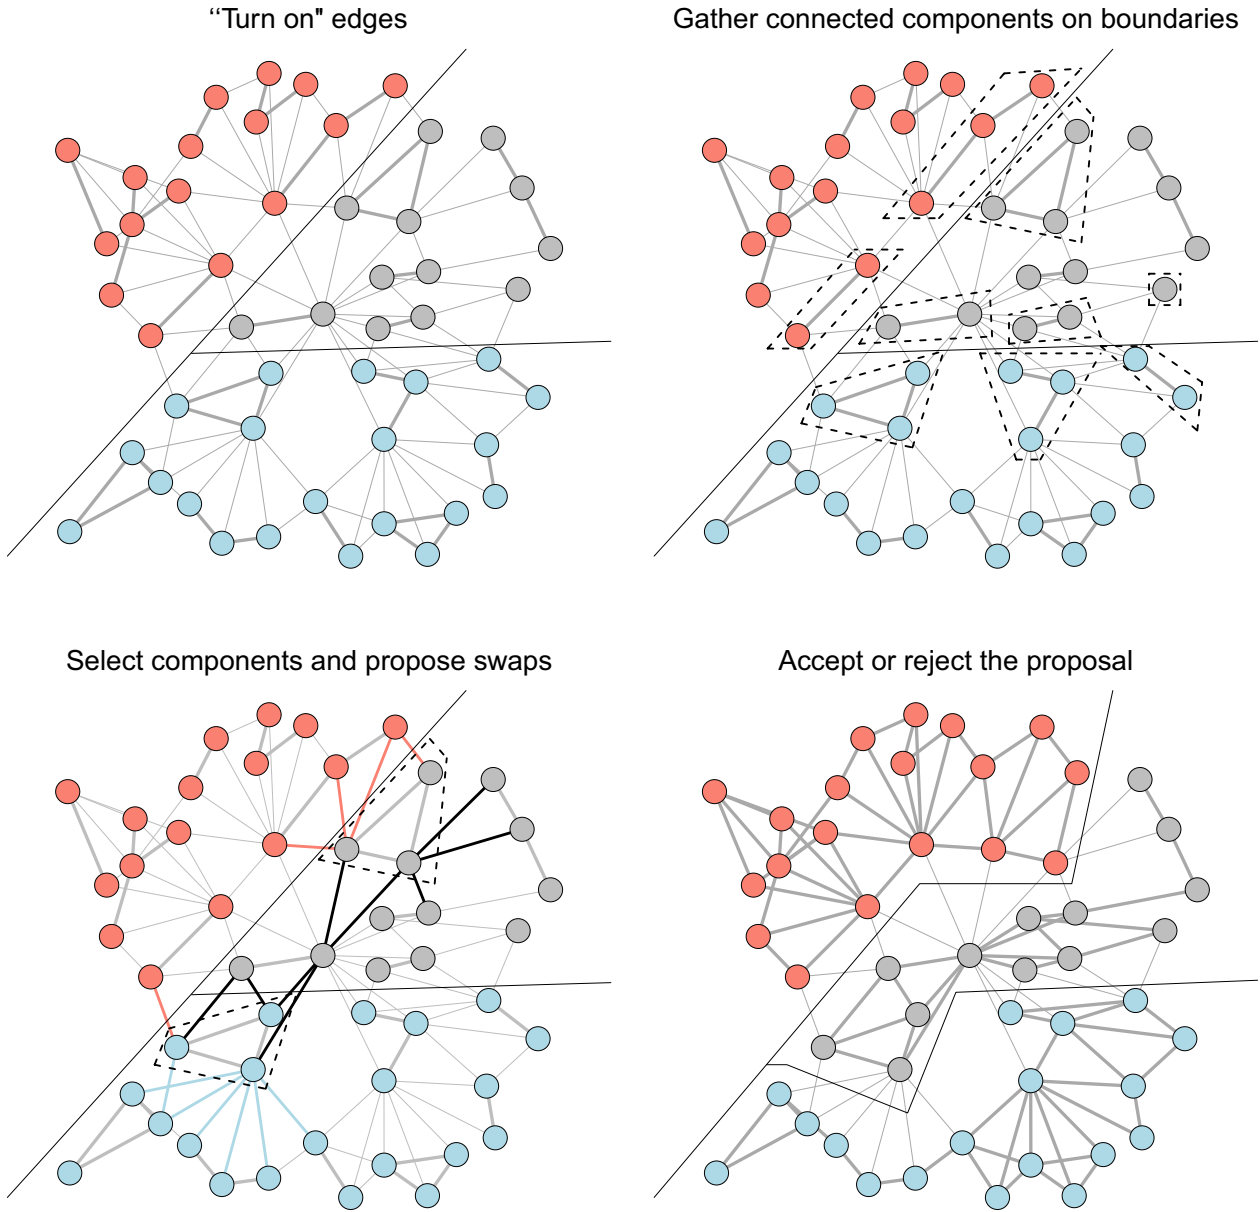 “Turn on" edges
Gather connected components on boundaries
Select components and propose swaps
Accept or reject the proposal